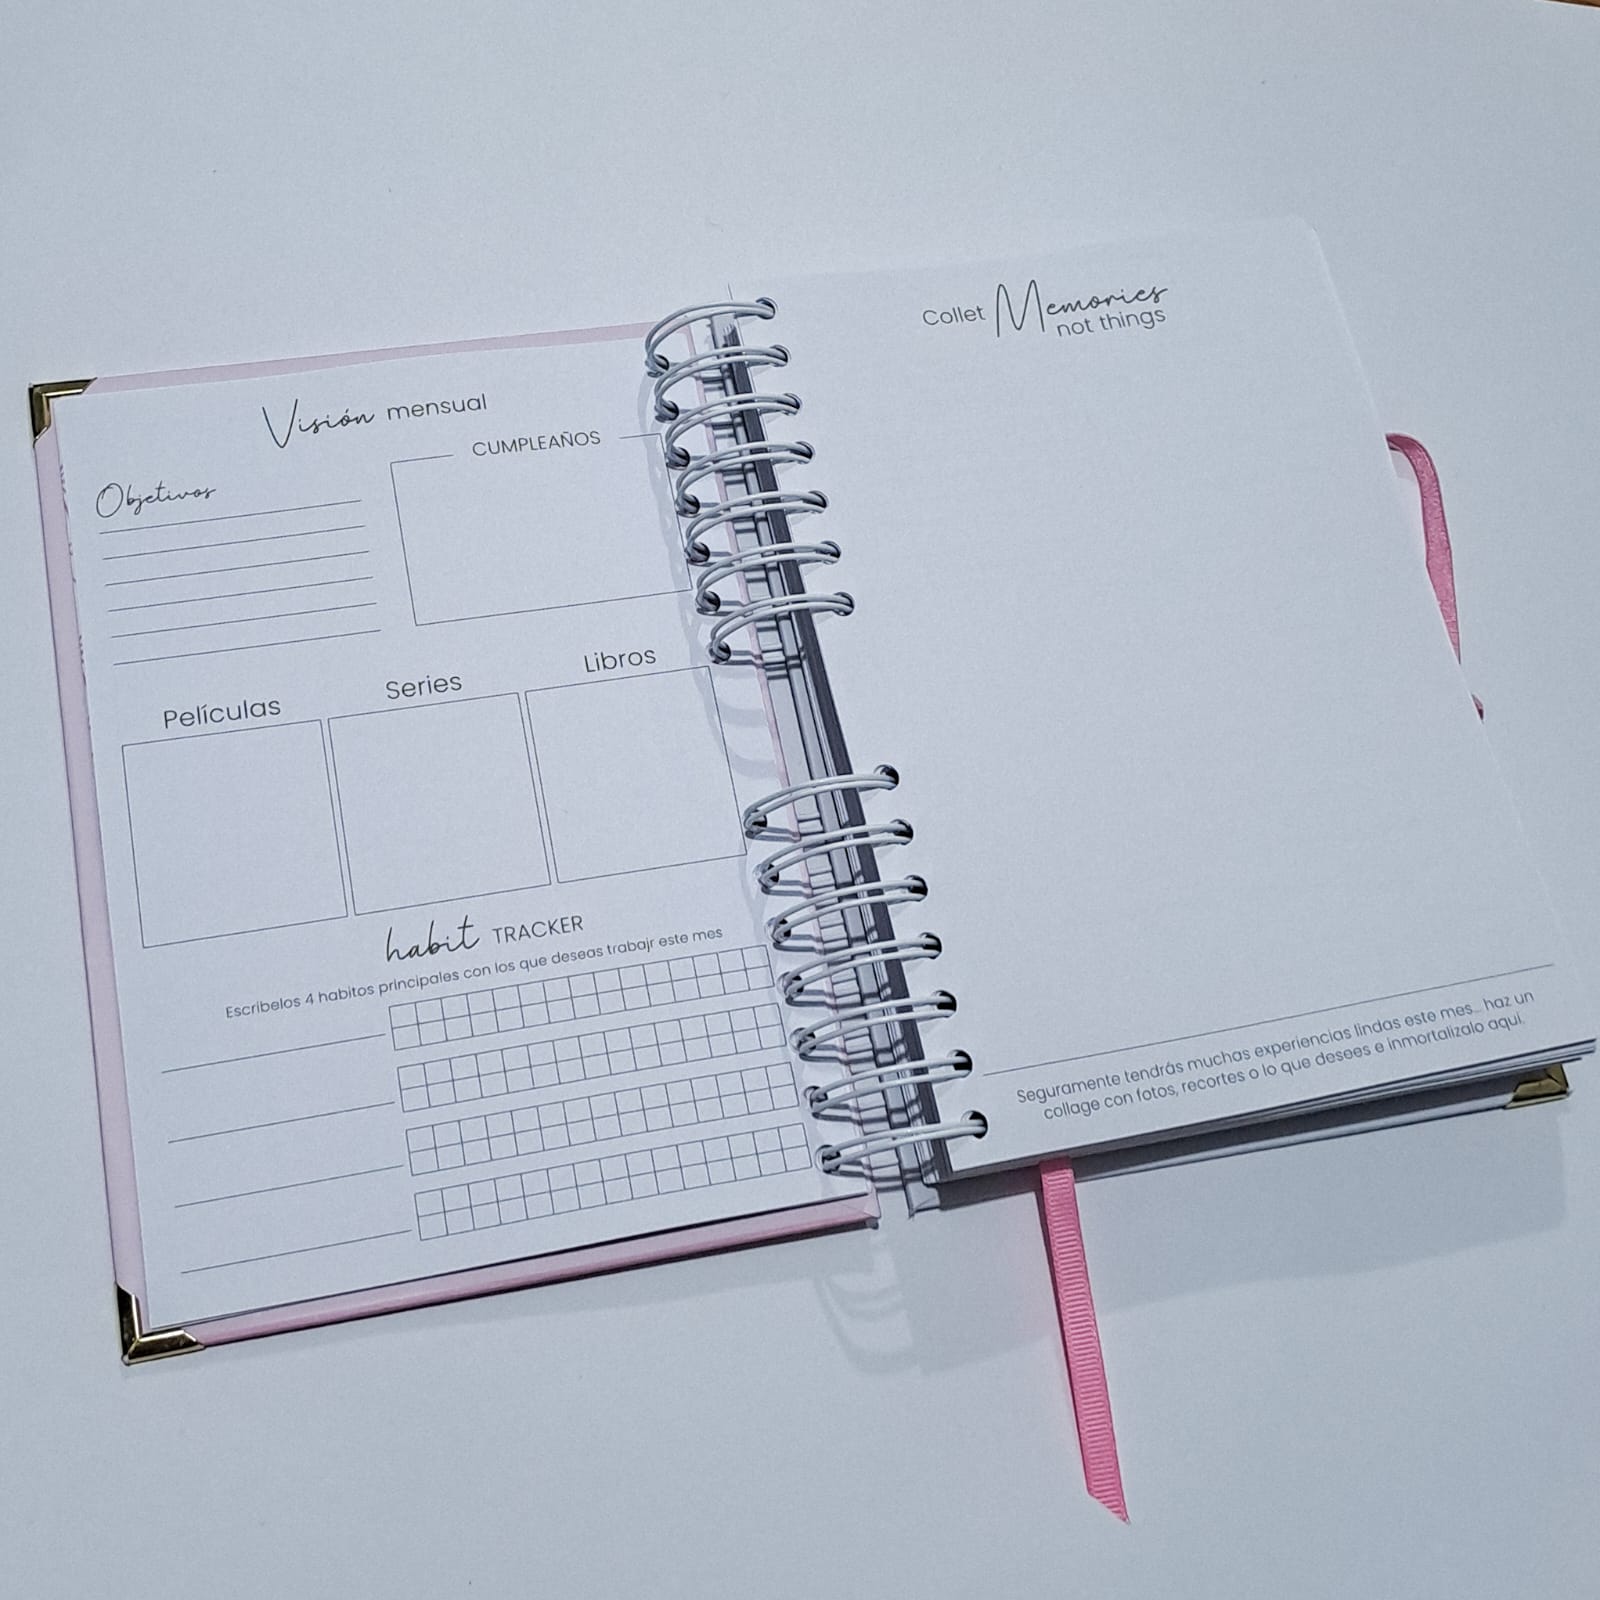 Visión mensual
CUMPLEAÑOS
Objetivos
Películas
Series
Libros
habit TRACKER
Escribelos 4 habitos principales con los que deseas trabajr este mes
Collet Memories
not things
Seguramente tendrás muchas experiencias lindas este mes... haz un
collage con fotos, recortes o lo que desees e inmortalizalo aquí.